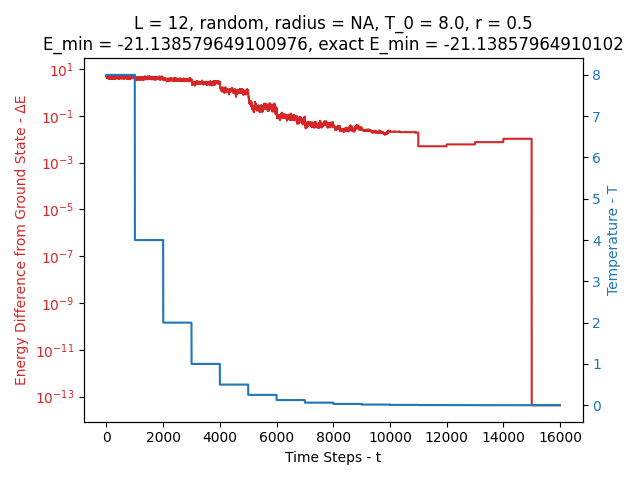 L = 12, random, radius = NA, T_0 = 8.0, r = 0.5
E_min = -21.138579649100976, exact E_min = -21.13857964910102
Energy Difference from Ground State - ΔE
10¹
10⁻¹
10⁻³
10⁻⁵
10⁻⁷
10⁻⁹
10⁻¹¹
10⁻¹³
8
7
6
5
4
3
2
1
0
Temperature - T
0 2000 4000 6000 8000 10000 12000 14000 16000
Time Steps - t